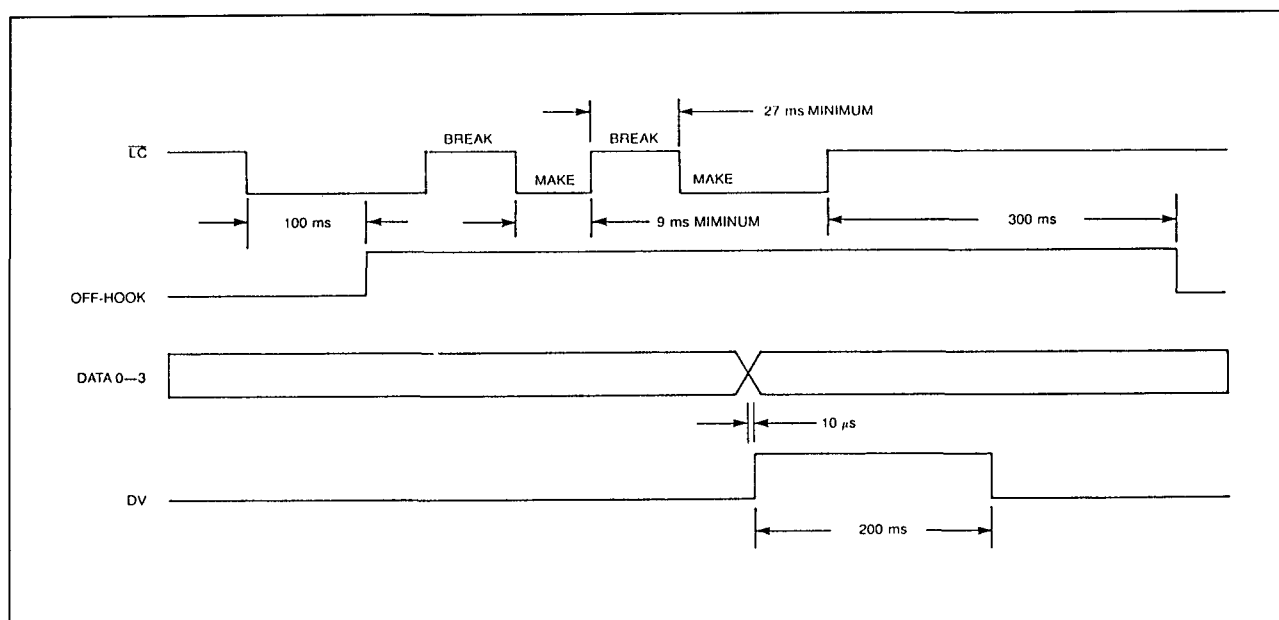 27 ms MINIMUM
BREAK
BREAK
LC
MAKE
MAKE
100 ms
9 ms MIMINUM
300 ms
OFF-HOOK
DATA 0—3
10 μs
DV
200 ms